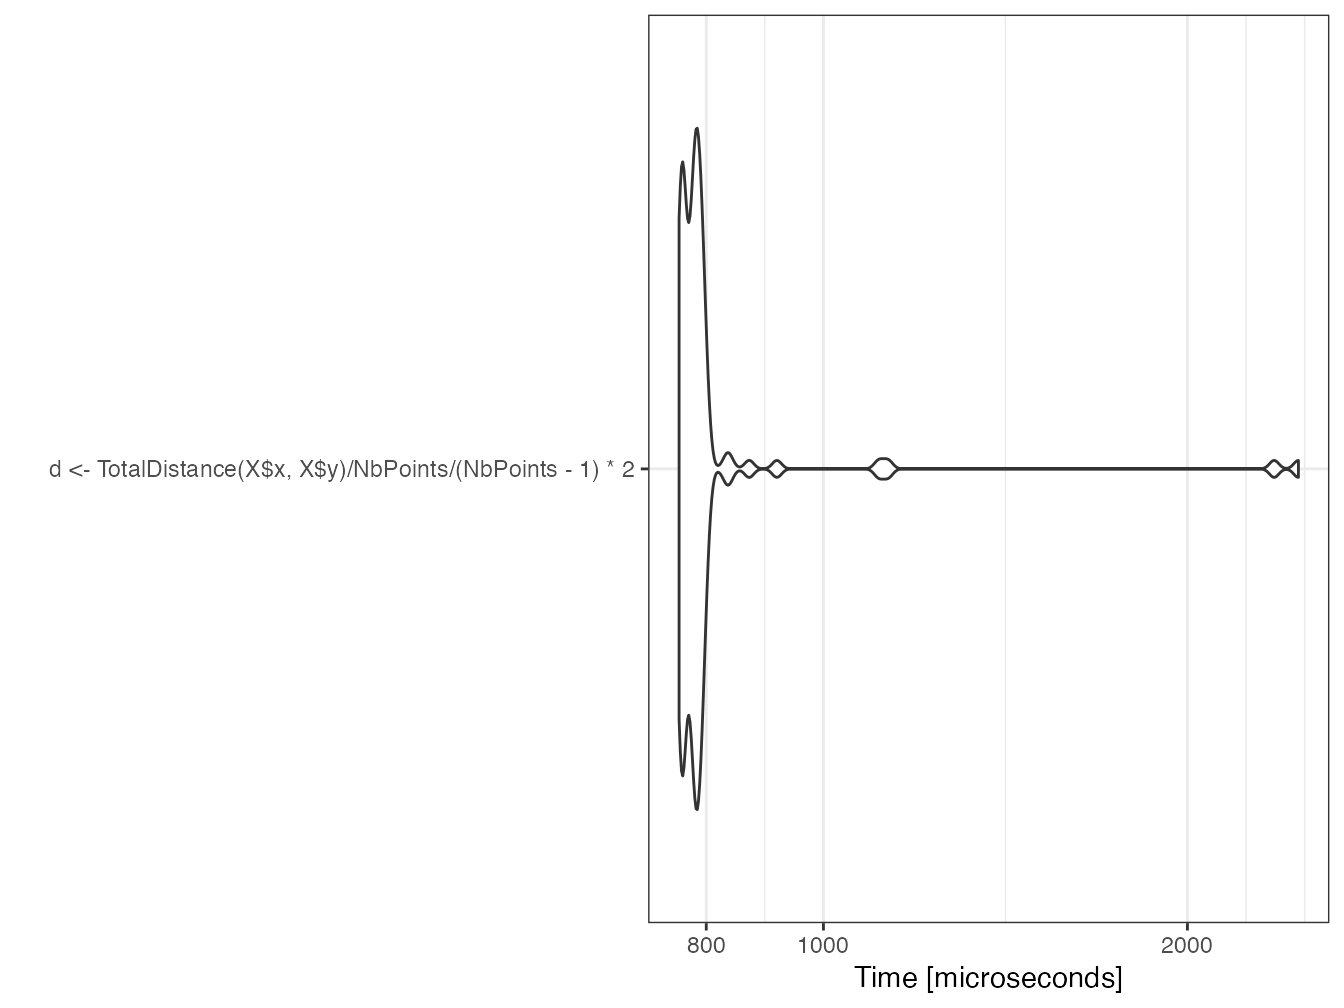 d <- TotalDistance(X$x, X$y)/NbPoints/(NbPoints - 1) * 2
800 1000 2000
Time [microseconds]